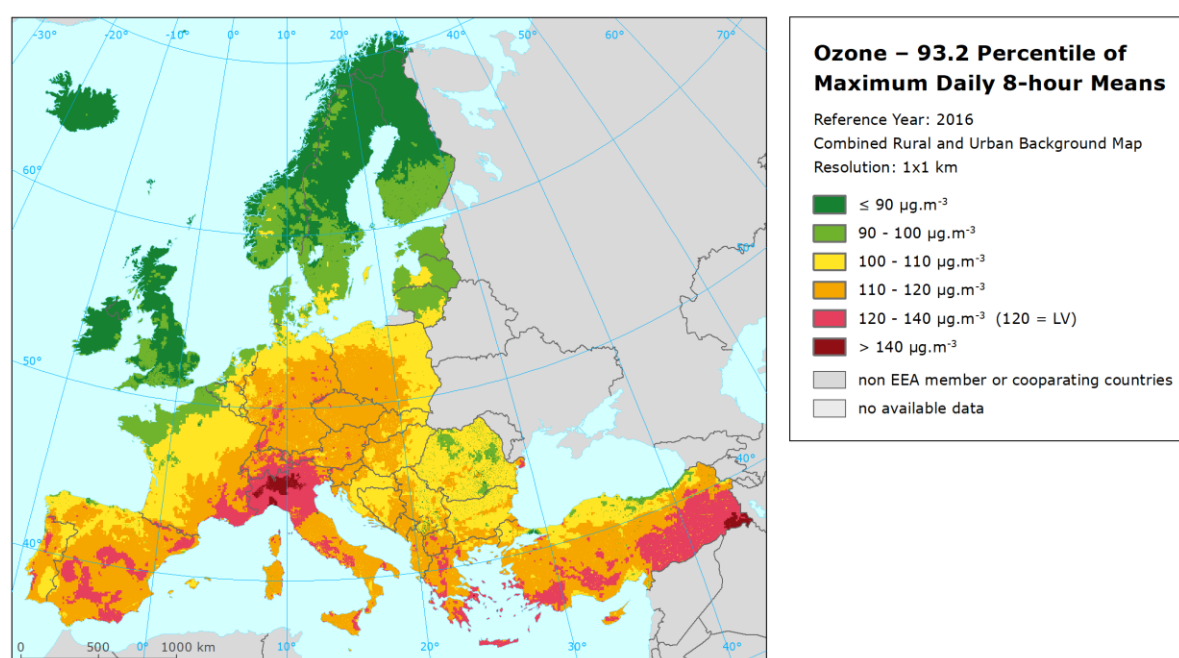 -30° -20° -10° 0° 10° 20° 30° 40° 50° 60° 70°
60°
50°
50°
40°
40°
0 500 0° 1000 km 10° 20° 30° 40°
Ozone – 93.2 Percentile of
Maximum Daily 8-hour Means
Reference Year: 2016
Combined Rural and Urban Background Map
Resolution: 1x1 km
≤ 90 µg.m⁻³
90 - 100 µg.m⁻³
100 - 110 µg.m⁻³
110 - 120 µg.m⁻³
120 - 140 µg.m⁻³ (120 = LV)
> 140 µg.m⁻³
non EEA member or cooparating countries
no available data